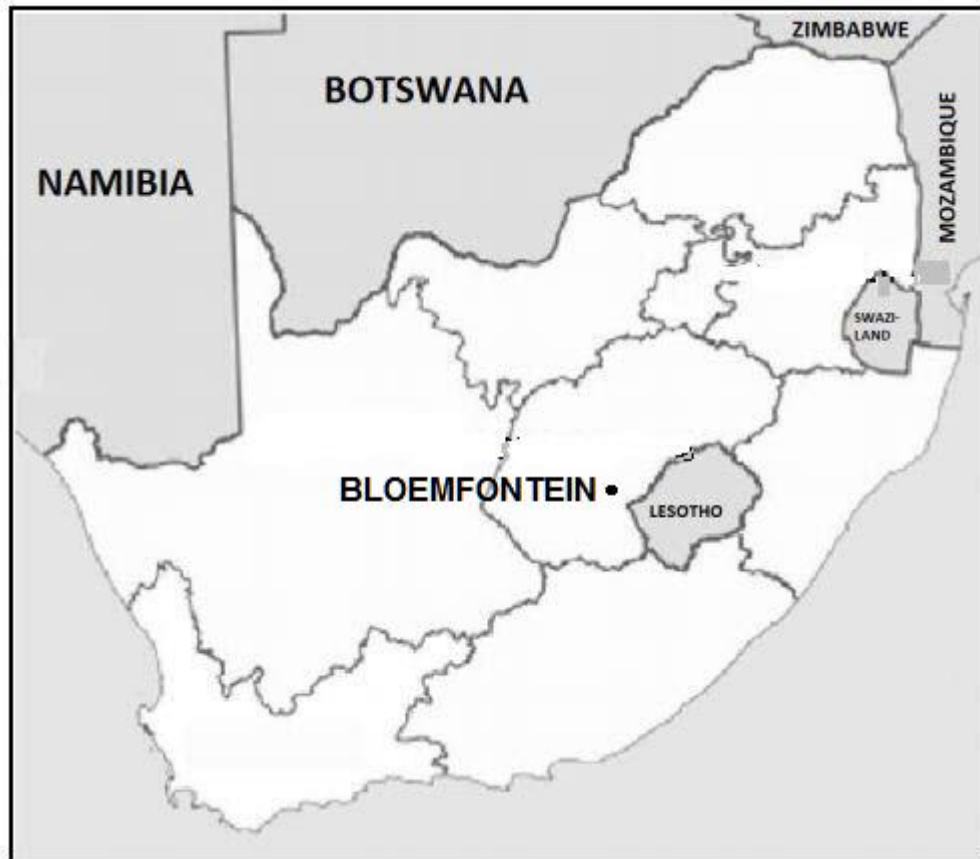 ZIMBABWE
BOTSWANA
MOZAMBIQUE
NAMIBIA
SWAZI-
LAND
BLOEMFONTEIN
LESOTHO